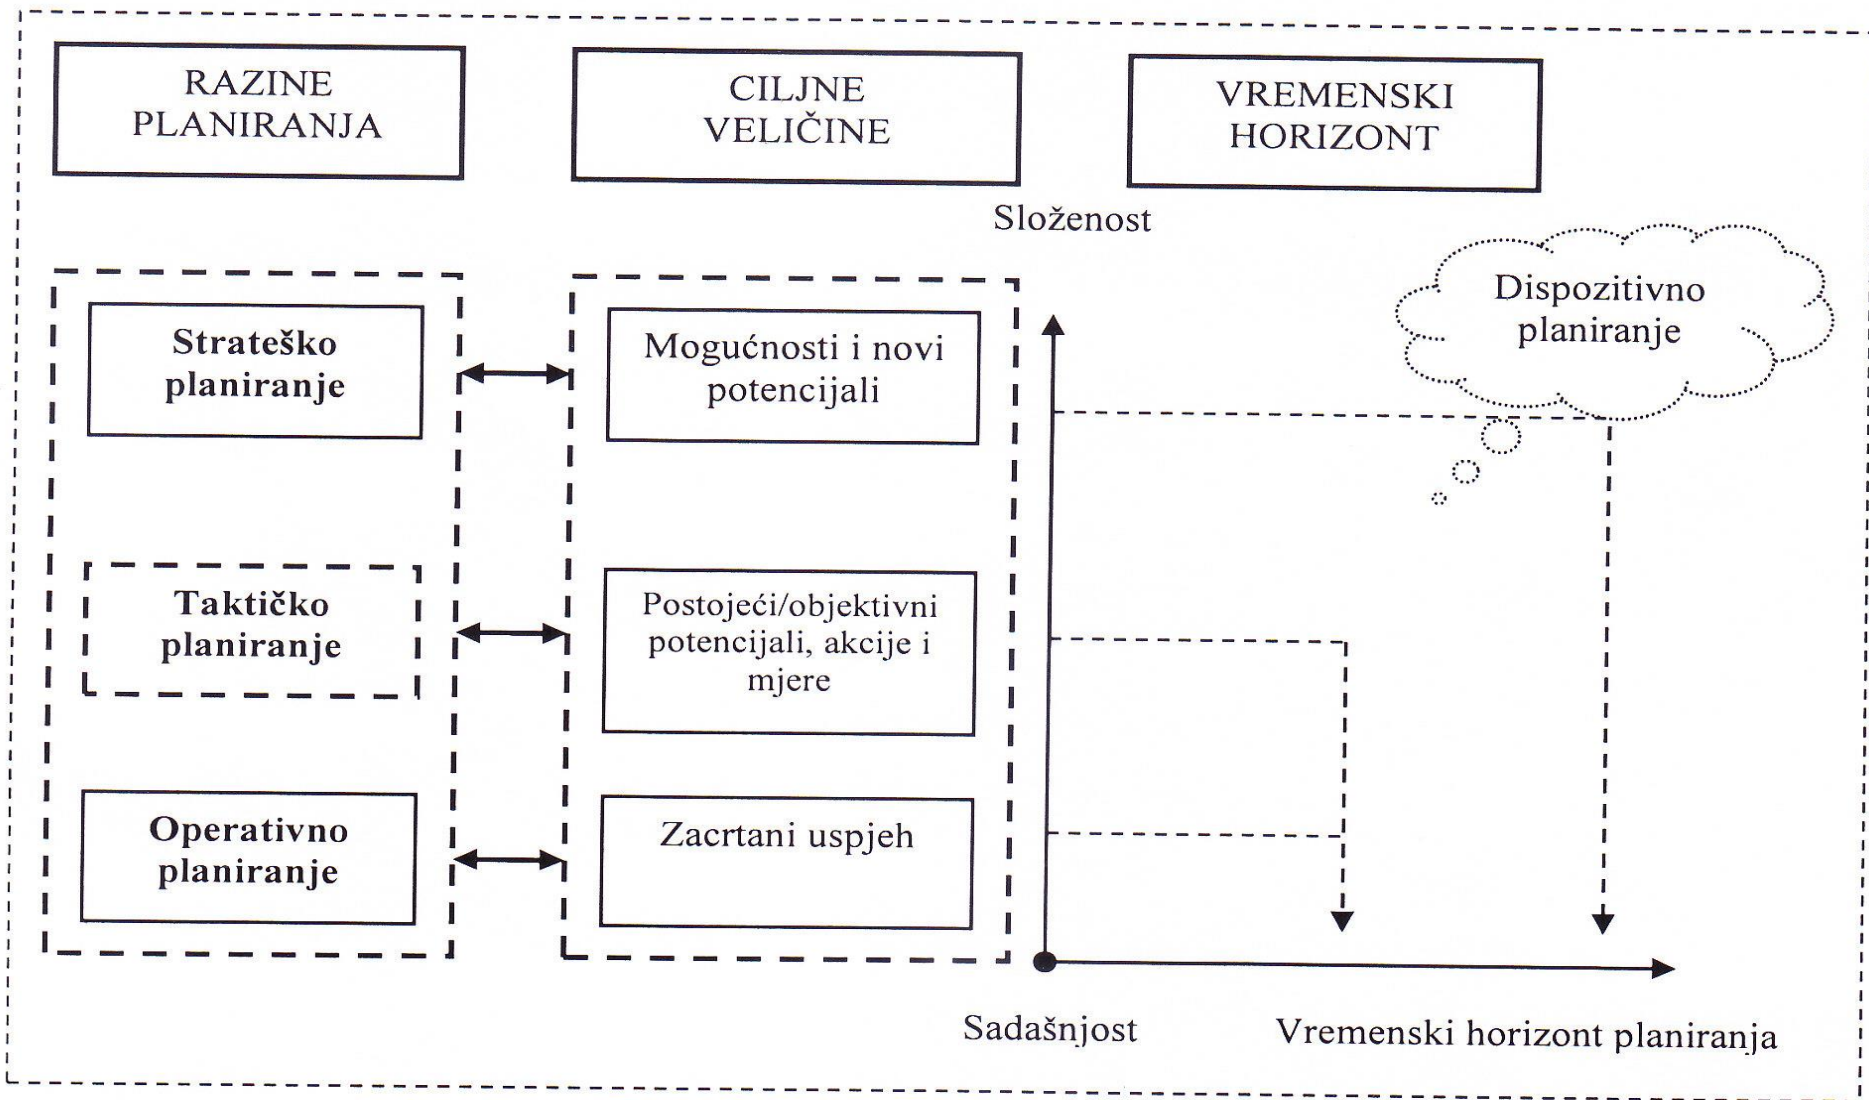 RAZINE
PLANIRANJA
CILJNE
VELIČINE
VREMENSKI
HORIZONT
Složenost
Dispozitivno
planiranje
Strateško
planiranje
Mogućnosti i novi
potencijali
Taktičko
planiranje
Postojeći/objektivni
potencijali, akcije i
mjere
Operativno
planiranje
Zacrtani uspjeh
Sadašnjost
Vremenski horizont planiranja